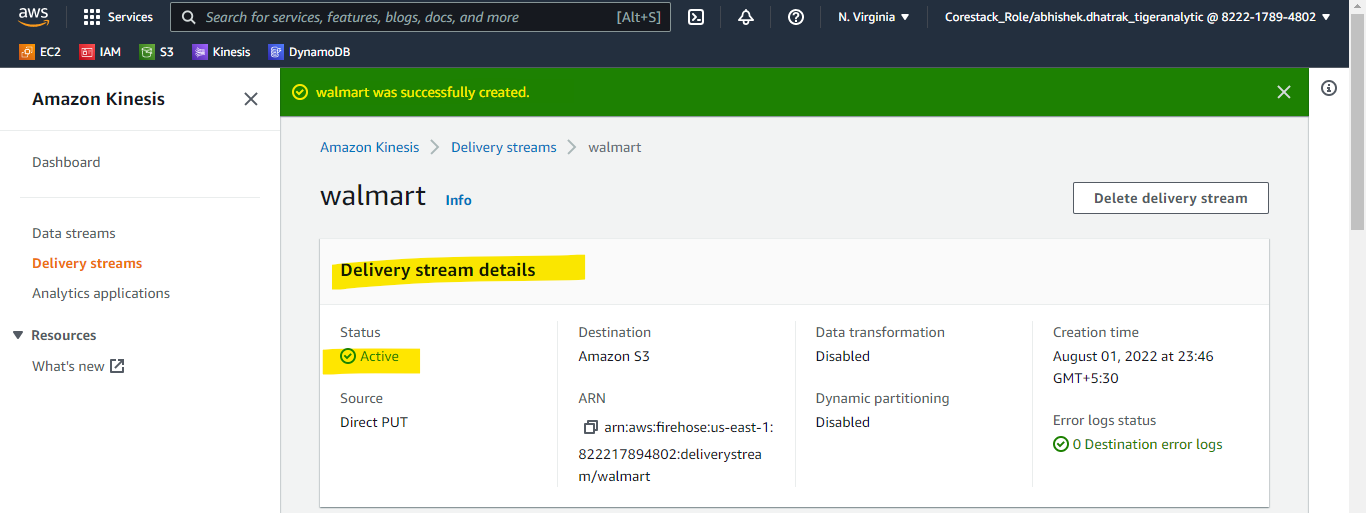 aws
Services
Search for services, features, blogs, docs, and more [Alt+S]
N. Virginia
Corestack_Role/abhishek.dhatrak_tigeranalytic @ 8222-1789-4802
EC2 IAM S3 Kinesis DynamoDB
Amazon Kinesis
Dashboard
Data streams
Delivery streams
Analytics applications
Resources
What's new
walmart was successfully created.
Amazon Kinesis
Delivery streams
walmart
walmart Info
Delete delivery stream
Delivery stream details
Status
Active
Source
Direct PUT
Destination
Amazon S3
ARN
arn:aws:firehose:us-east-1:
822217894802:deliverystrea
m/walmart
Data transformation
Disabled
Dynamic partitioning
Disabled
Creation time
August 01, 2022 at 23:46
GMT+5:30
Error logs status
0 Destination error logs